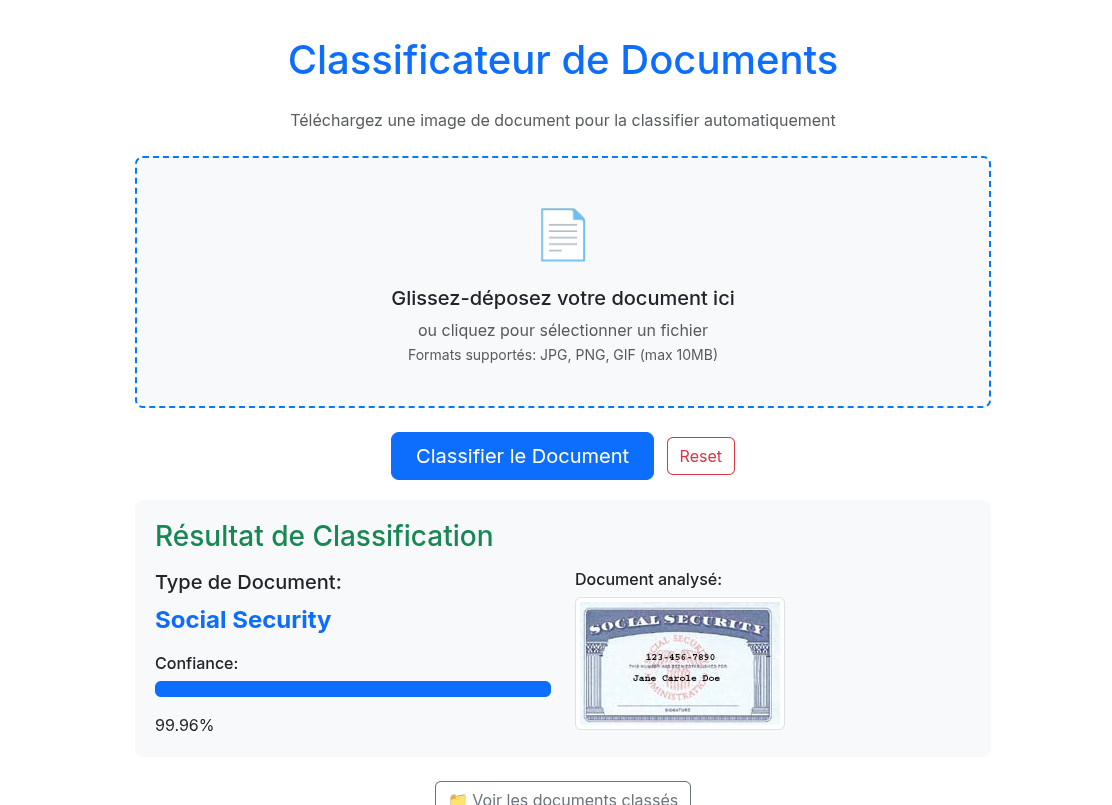 Classificateur de Documents
Téléchargez une image de document pour la classifier automatiquement
Glissez-déposez votre document ici
ou cliquez pour sélectionner un fichier
Formats supportés: JPG, PNG, GIF (max 10MB)
Classifier le Document
Reset
Résultat de Classification
Type de Document:
Social Security
Confiance:
99.96%
Document analysé:
SOCIAL SECURITY
SOCIAL SECURITY
123-456-7890
THIS NUMBER HAS BEEN ESTABLISHED FOR
Jane Carole Doe
ADMINISTRATION
SIGNATURE
📁 Voir les documents classés